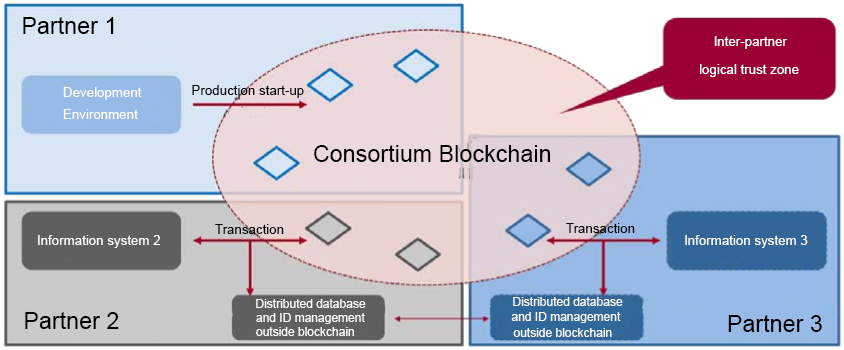 Partner 1
Development
Environment
Production start-up
Inter-partner
logical trust zone
Consortium Blockchain
Information system 2
Transaction
Transaction
Information system 3
Distributed database
and ID management
outside blockchain
Distributed database
and ID management
outside blockchain
Partner 2
Partner 3